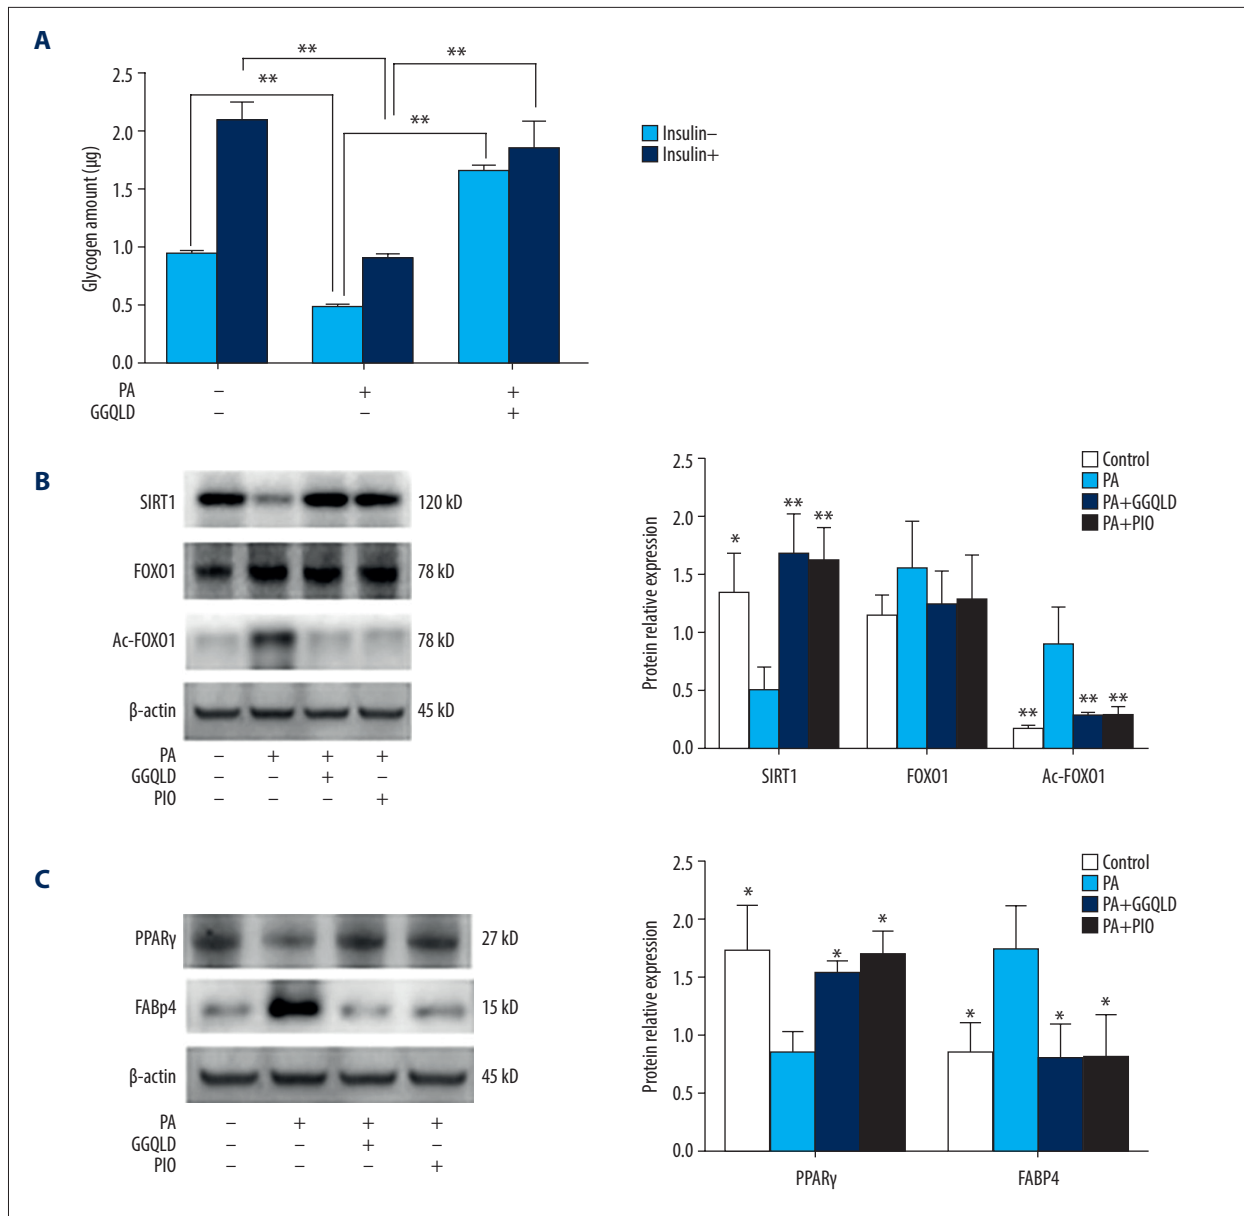 A
**
**
**
**
2.5
2.0
1.5
1.0
0.5
0.0
Glycogen amount (µg)
Insulin–
Insulin+
PA – + +
GGQLD – – +
B
SIRT1 120 kD
FOXO1 78 kD
Ac-FOXO1 78 kD
β-actin 45 kD
PA – + + +
GGQLD – – + –
PIO – – – +
2.5
2.0
1.5
1.0
0.5
0.0
Protein relative expression
Control
PA
PA+GGQLD
PA+PIO
* ** **
** ** **
SIRT1 FOXO1 Ac-FOXO1
C
PPARγ 27 kD
FABp4 15 kD
β-actin 45 kD
PA – + + +
GGQLD – – + –
PIO – – – +
2.5
2.0
1.5
1.0
0.5
0.0
Protein relative expression
Control
PA
PA+GGQLD
PA+PIO
* * *
* * *
PPARγ FABP4